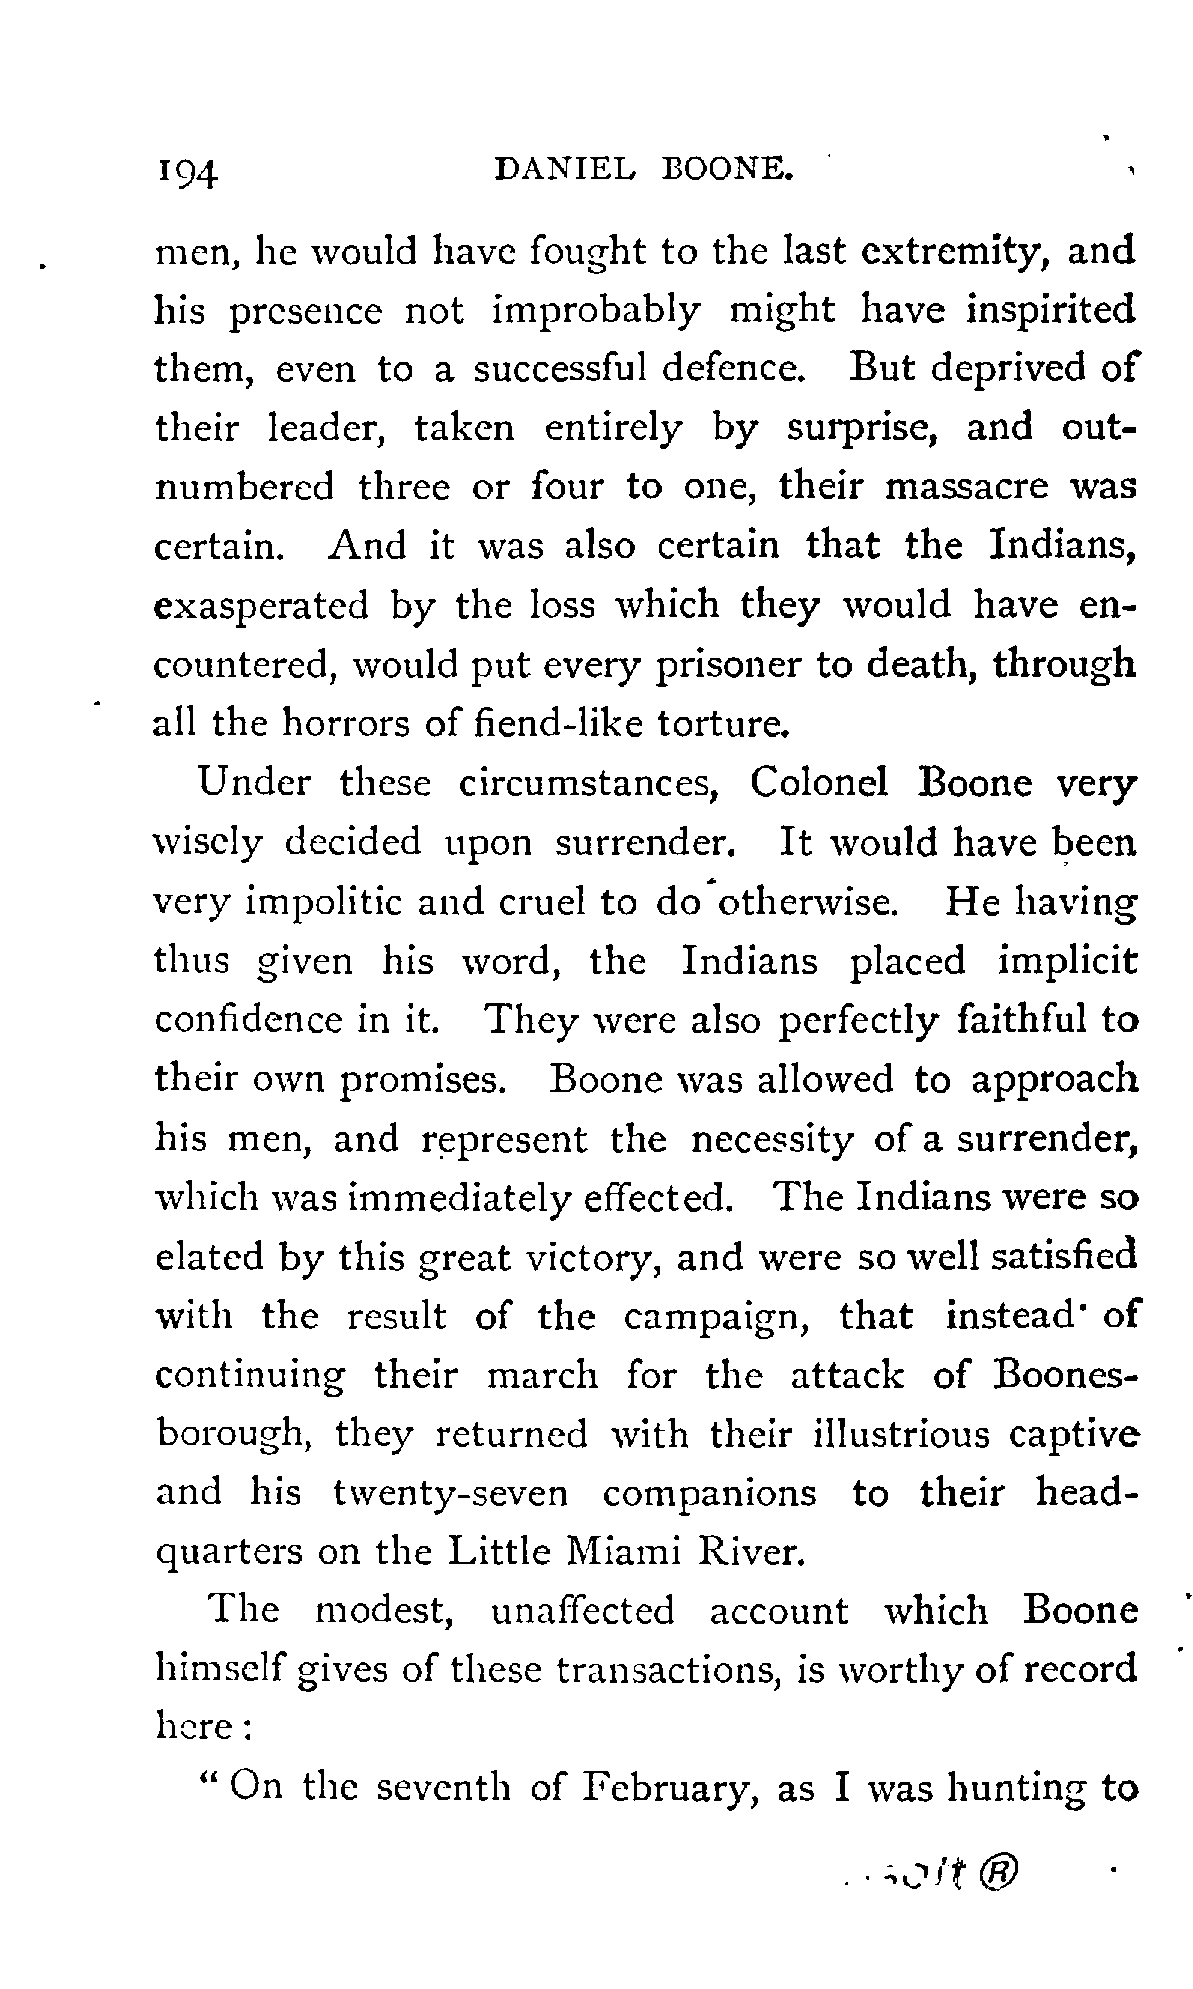 194 DANIEL BOONE.
men, he would have fought to the last extremity, and
his presence not improbably might have inspirited
them, even to a successful defence. But deprived of
their leader, taken entirely by surprise, and out-
numbered three or four to one, their massacre was
certain. And it was also certain that the Indians,
exasperated by the loss which they would have en-
countered, would put every prisoner to death, through
all the horrors of fiend-like torture.
Under these circumstances, Colonel Boone very
wisely decided upon surrender. It would have been
very impolitic and cruel to do otherwise. He having
thus given his word, the Indians placed implicit
confidence in it. They were also perfectly faithful to
their own promises. Boone was allowed to approach
his men, and represent the necessity of a surrender,
which was immediately effected. The Indians were so
elated by this great victory, and were so well satisfied
with the result of the campaign, that instead of
continuing their march for the attack of Boones-
borough, they returned with their illustrious captive
and his twenty-seven companions to their head-
quarters on the Little Miami River.
The modest, unaffected account which Boone
himself gives of these transactions, is worthy of record
here :
" On the seventh of February, as I was hunting to
®